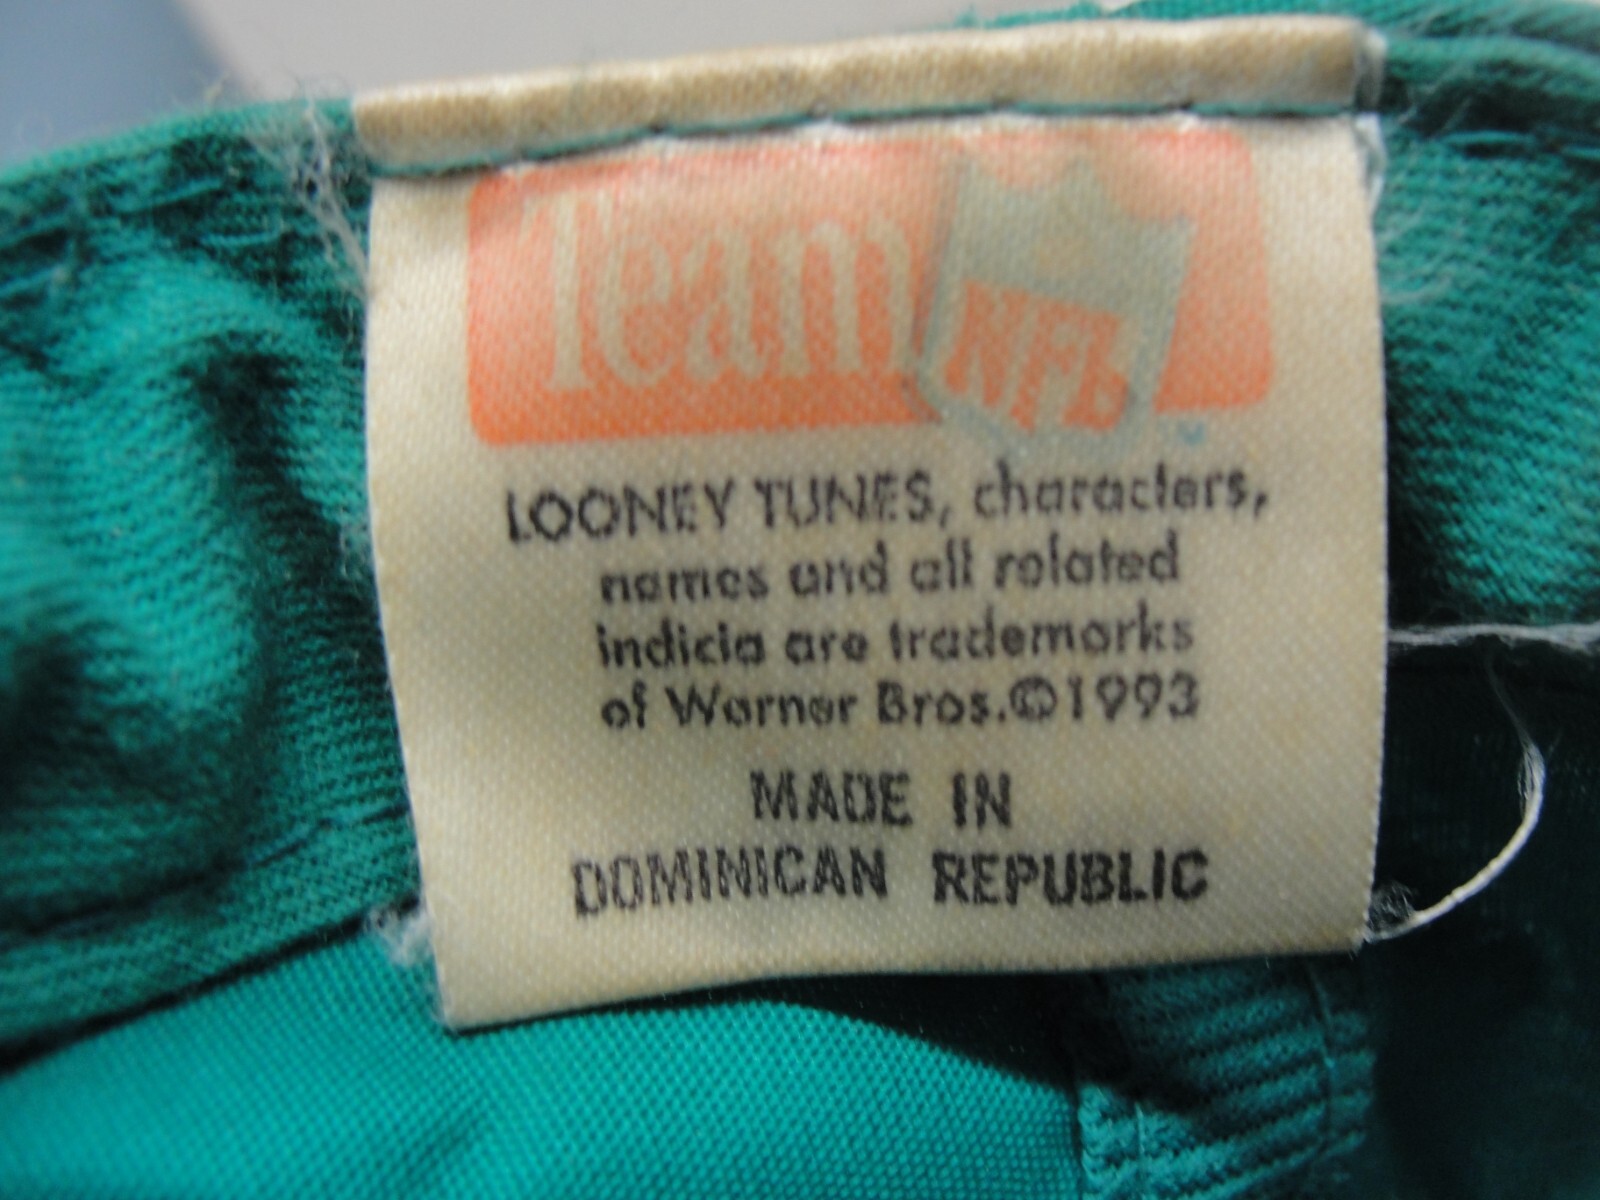 Team NFL
LOONEY TUNES, characters,
names and all related
indicia are trademarks
of Warner Bros.©1993
MADE IN
DOMINICAN REPUBLIC